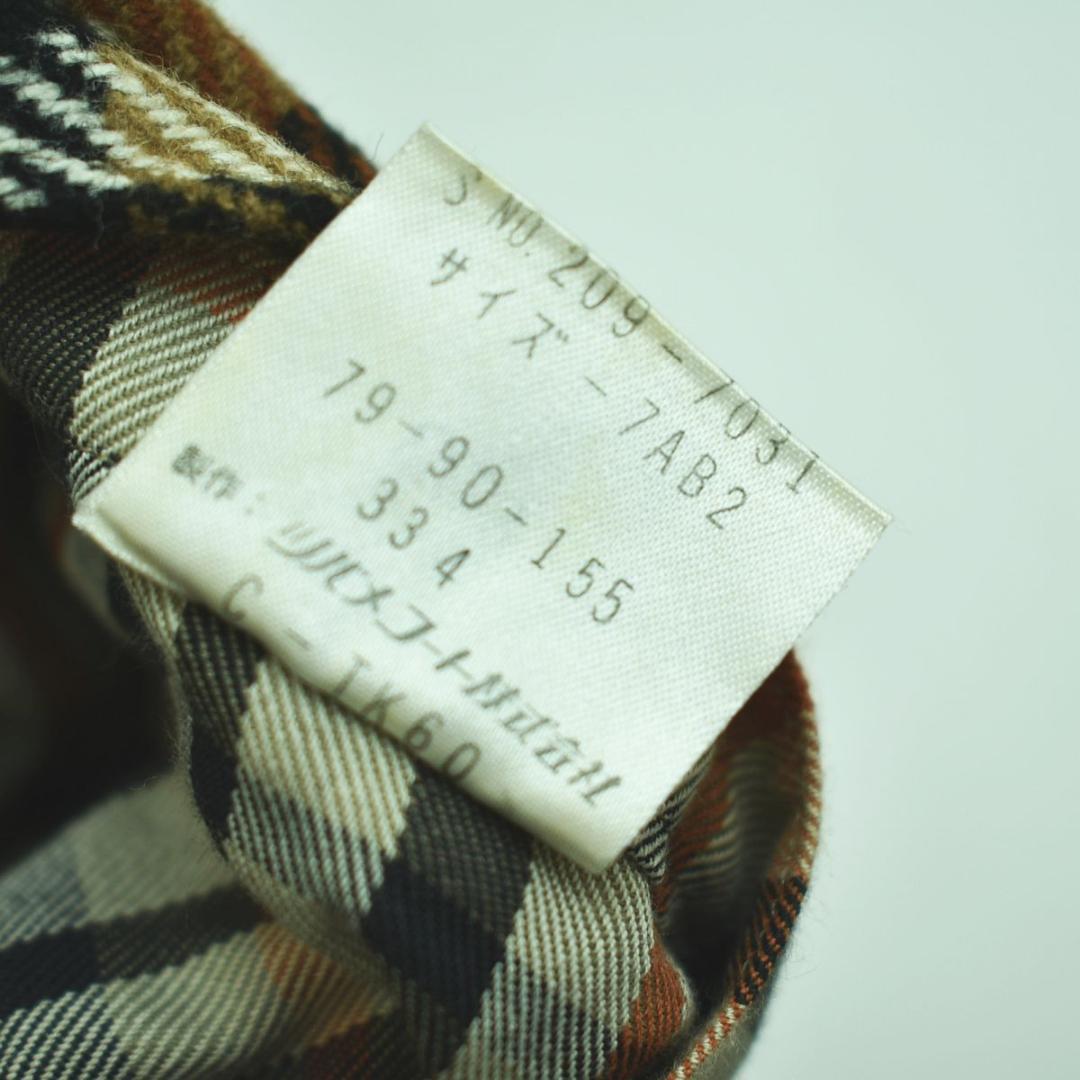 S NO. 209-7031
サイズ - 7AB2
79-90-155
334
製作：ツバメコート株式会社
C - TK60